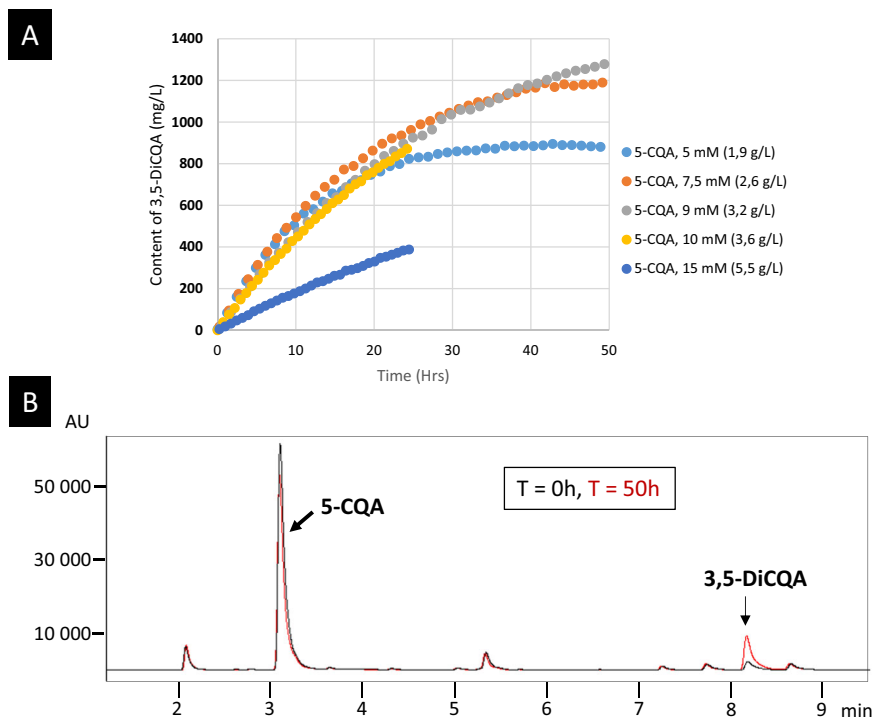 A
1400
1200
1000
800
600
400
200
0
Content of 3,5-DiCQA (mg/L)
0 10 20 30 40 50
Time (Hrs)
5-CQA, 5 mM (1,9 g/L)
5-CQA, 7,5 mM (2,6 g/L)
5-CQA, 9 mM (3,2 g/L)
5-CQA, 10 mM (3,6 g/L)
5-CQA, 15 mM (5,5 g/L)
B
AU
50 000
30 000
10 000
T = 0h, T = 50h
5-CQA
3,5-DiCQA
2 3 4 5 6 7 8 9 min